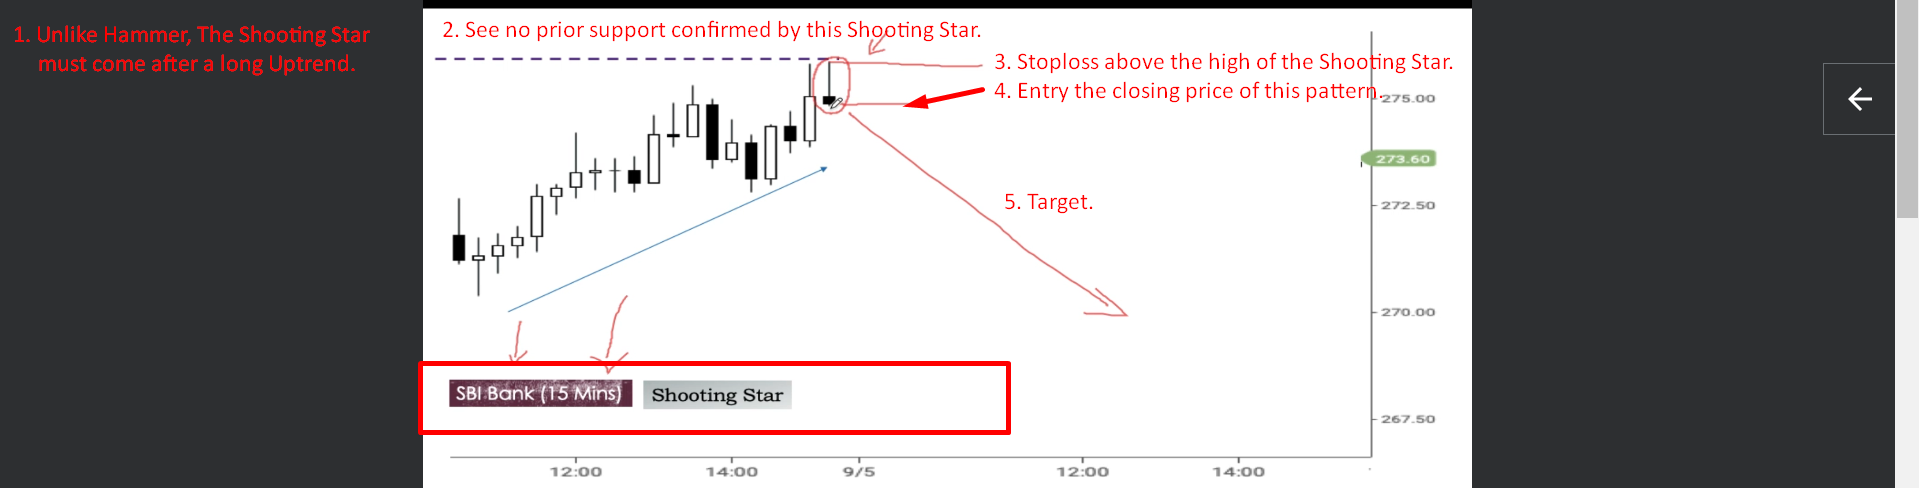 1. Unlike Hammer, The Shooting Star
must come after a long Uptrend.
2. See no prior support confirmed by this Shooting Star.
3. Stoploss above the high of the Shooting Star.
4. Entry the closing price of this pattern.
275.00
273.60
5. Target.
272.50
270.00
SBI Bank (15 Mins)
Shooting Star
267.50
12:00
14:00
9/5
12:00
14:00